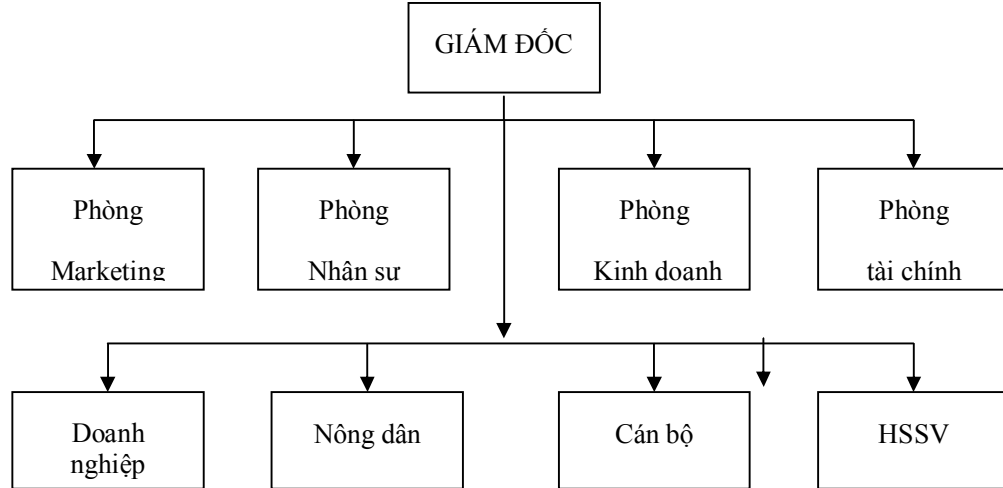 GIÁM ĐỐC
Phòng
Marketing
Phòng
Nhân sư
Phòng
Kinh doanh
Phòng
tài chính
Doanh
nghiệp
Nông dân
Cán bộ
HSSV